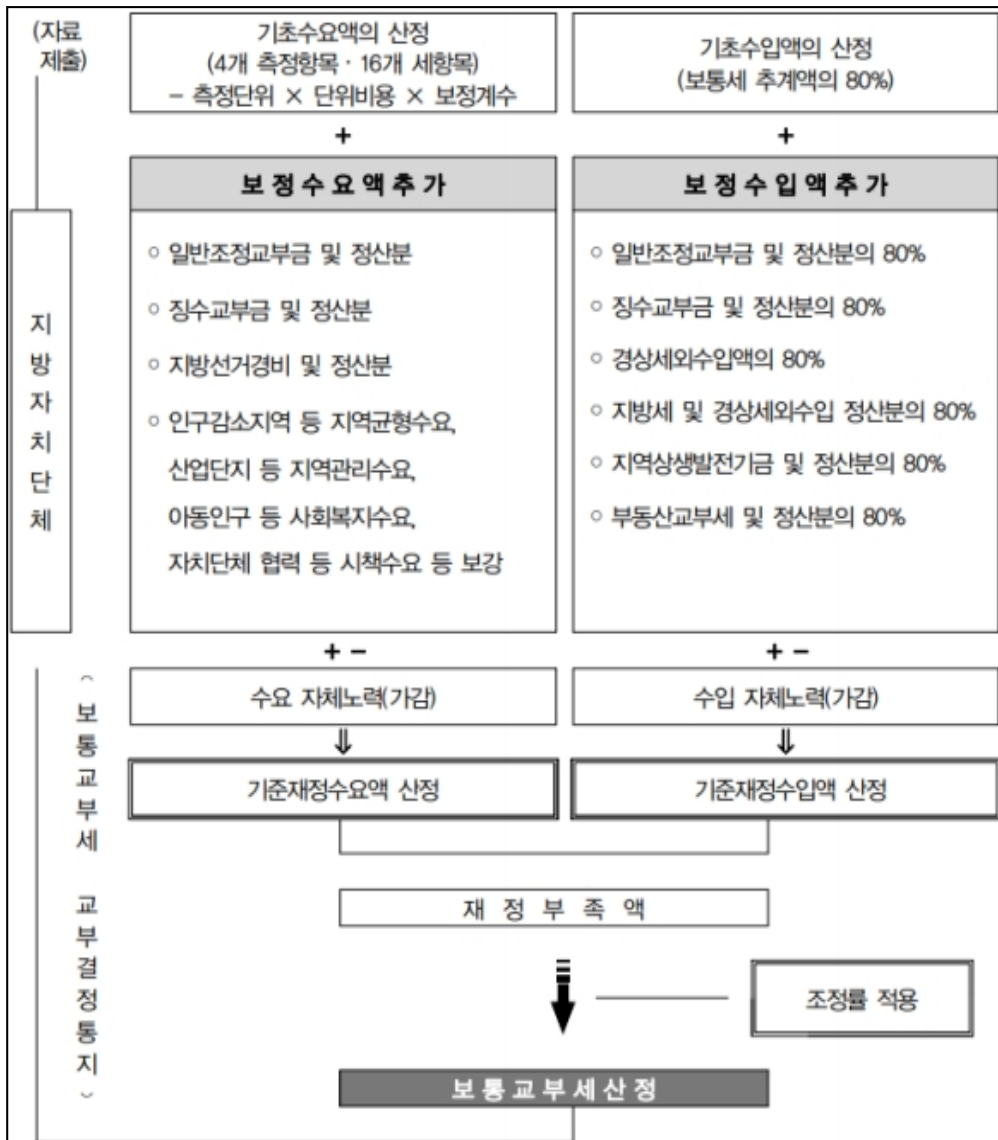 (자료
제출)
기초수요액의 산정
(4개 측정항목 · 16개 세항목)
- 측정단위 × 단위비용 × 보정계수
기초수입액의 산정
(보통세 추계액의 80%)
+
+
보정수요액추가
보정수입액추가
○ 일반조정교부금 및 정산분
○ 징수교부금 및 정산분
○ 지방선거경비 및 정산분
○ 인구감소지역 등 지역균형수요,
산업단지 등 지역관리수요,
아동인구 등 사회복지수요,
자치단체 협력 등 시책수요 등 보강
○ 일반조정교부금 및 정산분의 80%
○ 징수교부금 및 정산분의 80%
○ 경상세외수입액의 80%
○ 지방세 및 경상세외수입 정산분의 80%
○ 지역상생발전기금 및 정산분의 80%
○ 부동산교부세 및 정산분의 80%
지방자치단체
+ -
+ -
수요 자체노력(가감)
수입 자체노력(가감)
⇓
⇓
기준재정수요액 산정
기준재정수입액 산정
(보통교부세 교부결정통지)
재정부족액
조정률 적용
보통교부세산정